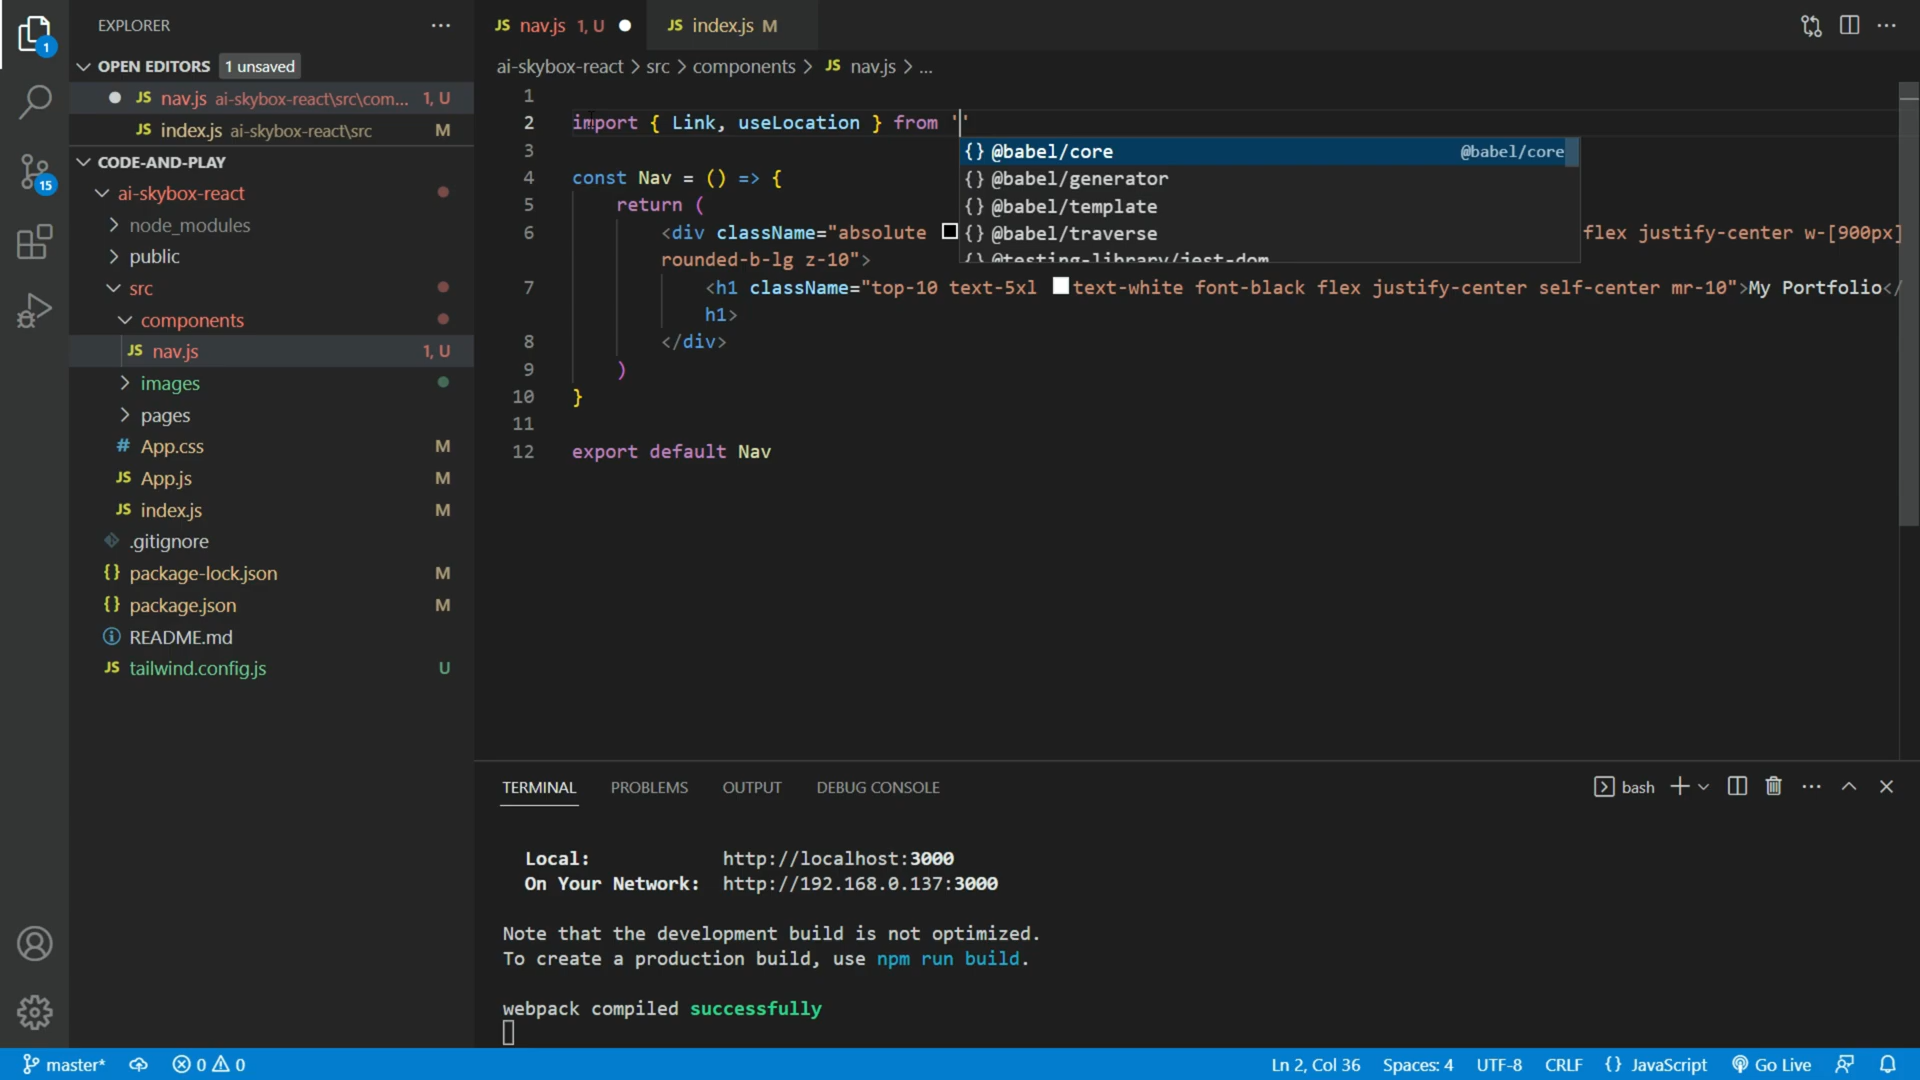 EXPLORER
OPEN EDITORS 1 unsaved
JS nav.js ai-skybox-react\src\com... 1, U
JS index.js ai-skybox-react\src M
CODE-AND-PLAY
ai-skybox-react
node_modules
public
src
components
JS nav.js 1, U
images
pages
# App.css M
JS App.js M
JS index.js M
.gitignore
{} package-lock.json M
{} package.json M
README.md
JS tailwind.config.js U
1
15
JS nav.js 1, U
JS index.js M
ai-skybox-react > src > components > JS nav.js > ...
1
2 import { Link, useLocation } from ''
3
4 const Nav = () => {
5 return (
6 <div className="absolute flex justify-center w-[900px]
rounded-b-lg z-10">
7 <h1 className="top-10 text-5xl text-white font-black flex justify-center self-center mr-10">My Portfolio</
h1>
8 </div>
9 )
10 }
11
12 export default Nav
{} @babel/core @babel/core
{} @babel/generator
{} @babel/template
{} @babel/traverse
{} @testing-library/jest-dom
TERMINAL PROBLEMS OUTPUT DEBUG CONSOLE bash
Local: http://localhost:3000
On Your Network: http://192.168.0.137:3000
Note that the development build is not optimized.
To create a production build, use npm run build.
webpack compiled successfully
master* 0 0 Ln 2, Col 36 Spaces: 4 UTF-8 CRLF {} JavaScript Go Live